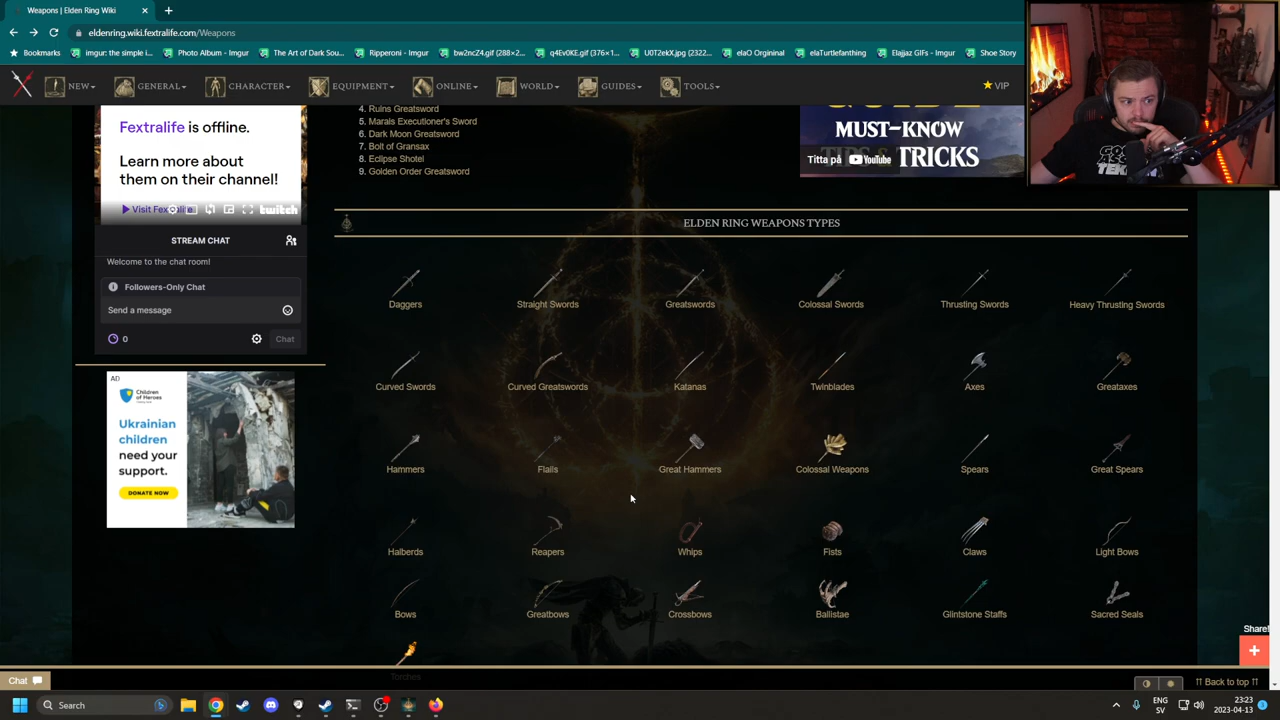 Weapons | Elden Ring Wiki
eldenring.wiki.fextralife.com/Weapons
Bookmarks
imgur: the simple i...
Photo Album - Imgur
The Art of Dark Sou...
Ripperoni - Imgur
bw2ncZ4.gif (288×2...
q4Ev0KE.gif (376×1...
U0T2ekX.jpg (2322...
elaO Orgininal
elaTurtlefanthing
Elajjaz GIFs - Imgur
Shoe Story
NEW
GENERAL
CHARACTER
EQUIPMENT
ONLINE
WORLD
GUIDES
TOOLS
VIP
4. Ruins Greatsword
5. Marais Executioner's Sword
6. Dark Moon Greatsword
7. Bolt of Gransax
8. Eclipse Shotel
9. Golden Order Greatsword
MUST-KNOW
TRICKS
Titta på YouTube
Fextralife is offline.
Learn more about
them on their channel!
twitch
STREAM CHAT
Welcome to the chat room!
Followers-Only Chat
Send a message
0
Chat
ELDEN RING WEAPONS TYPES
Daggers
Straight Swords
Greatswords
Colossal Swords
Thrusting Swords
Heavy Thrusting Swords
Curved Swords
Curved Greatswords
Katanas
Twinblades
Axes
Greataxes
Hammers
Flails
Great Hammers
Colossal Weapons
Spears
Great Spears
Halberds
Reapers
Whips
Fists
Claws
Light Bows
Bows
Greatbows
Crossbows
Ballistae
Glintstone Staffs
Sacred Seals
Torches
AD
Children
of Heroes
Ukrainian
children
need your
support.
DONATE NOW
Share!
Back to top
Chat
Search
ENG
SV
23:23
2023-04-13